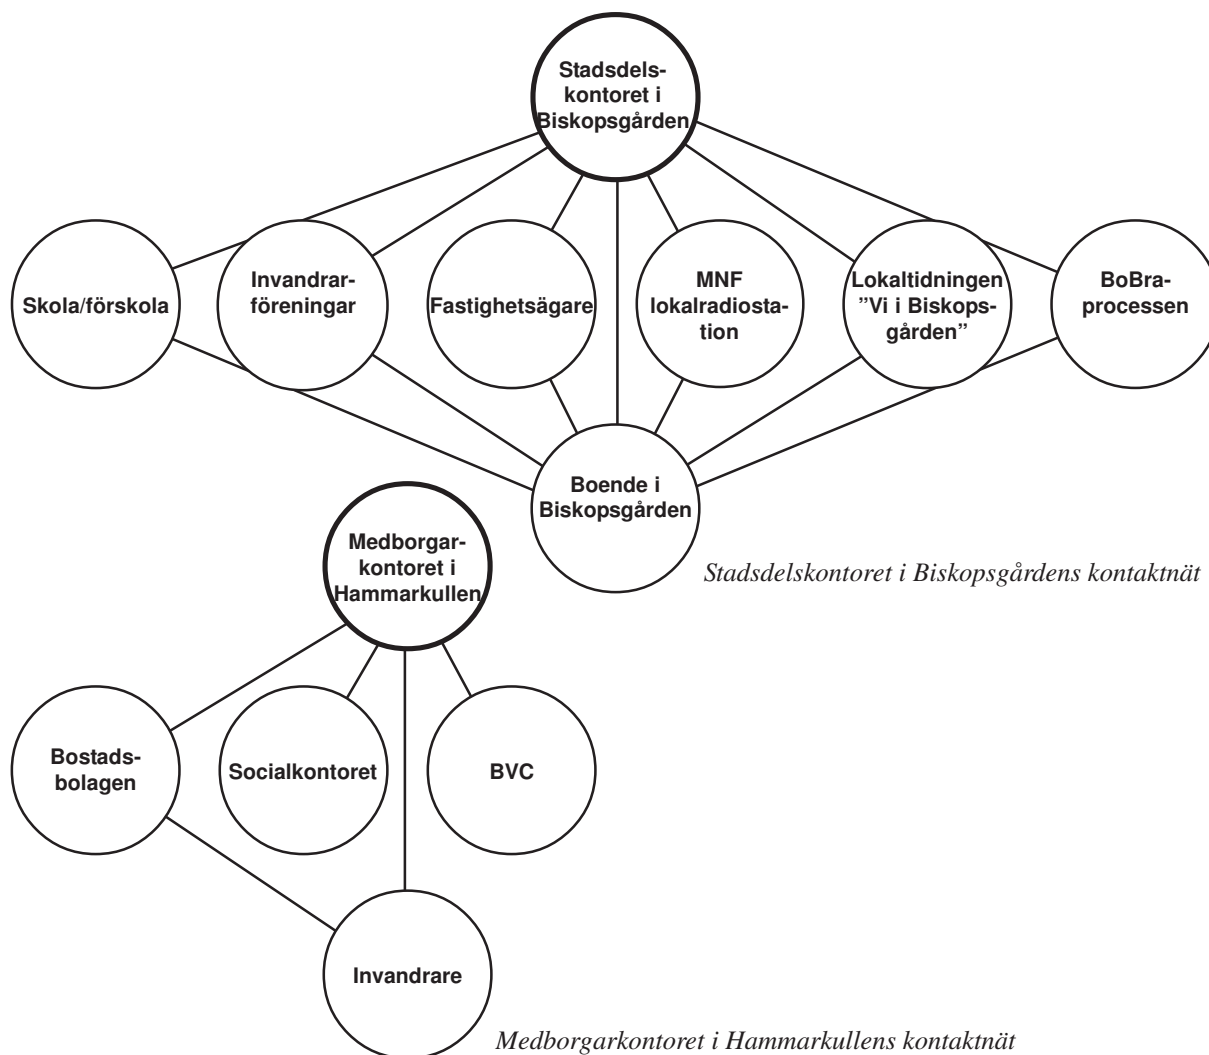 Stadsdels-
kontoret i
Biskopsgården
Skola/förskola
Invandrar-
föreningar
Fastighetsägare
MNF
lokalradiosta-
tion
Lokaltidningen
”Vi i Biskops-
gården”
BoBra-
processen
Boende i
Biskopsgården
Stadsdelskontoret i Biskopsgårdens kontaktnät
Medborgar-
kontoret i
Hammarkullen
Bostads-
bolagen
Socialkontoret
BVC
Invandrare
Medborgarkontoret i Hammarkullens kontaktnät